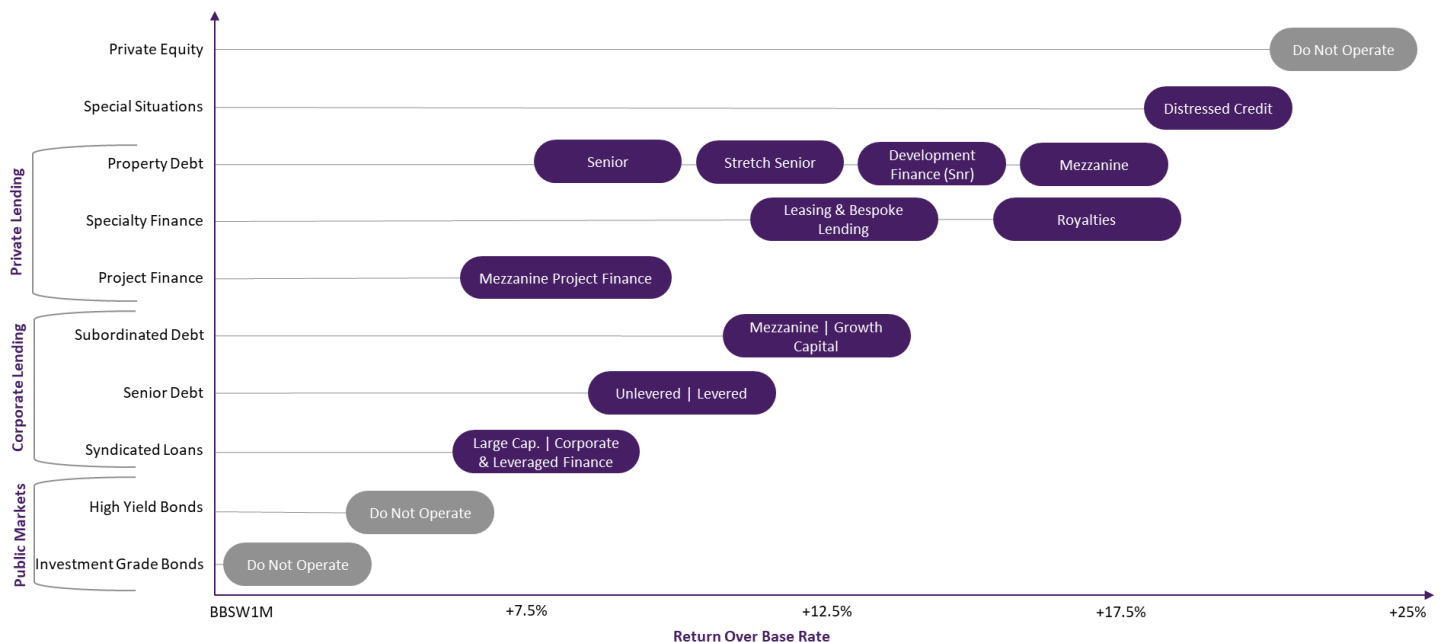 Private Equity
Do Not Operate
Special Situations
Distressed Credit
Private Lending
Property Debt
Senior
Stretch Senior
Development
Finance (Snr)
Mezzanine
Specialty Finance
Leasing & Bespoke
Lending
Royalties
Project Finance
Mezzanine Project Finance
Corporate Lending
Subordinated Debt
Mezzanine | Growth
Capital
Senior Debt
Unlevered | Levered
Syndicated Loans
Large Cap. | Corporate
& Leveraged Finance
Public Markets
High Yield Bonds
Do Not Operate
Investment Grade Bonds
Do Not Operate
BBSW1M
+7.5%
+12.5%
+17.5%
+25%
Return Over Base Rate